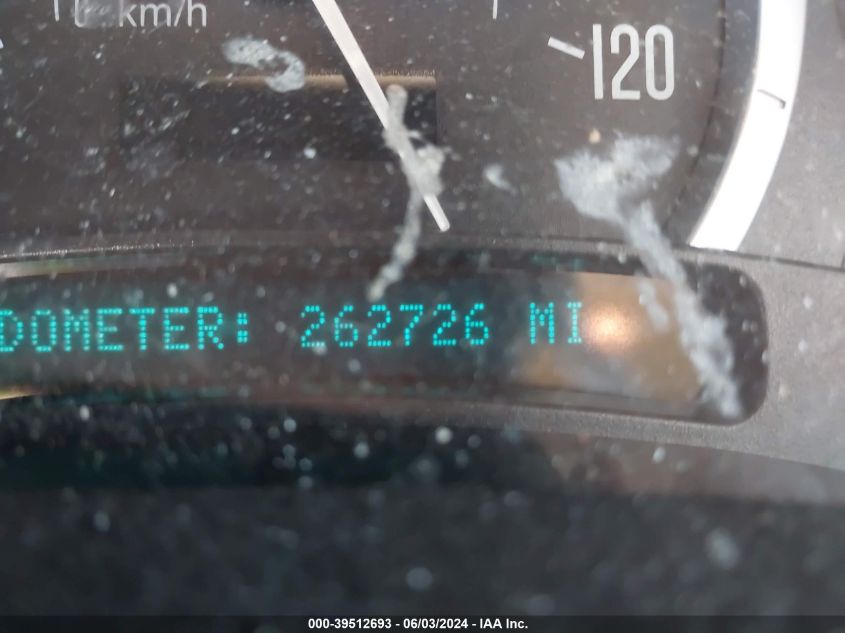 km/h
120
DOMETER: 262726 MI
000-39512693 - 06/03/2024 - IAA Inc.